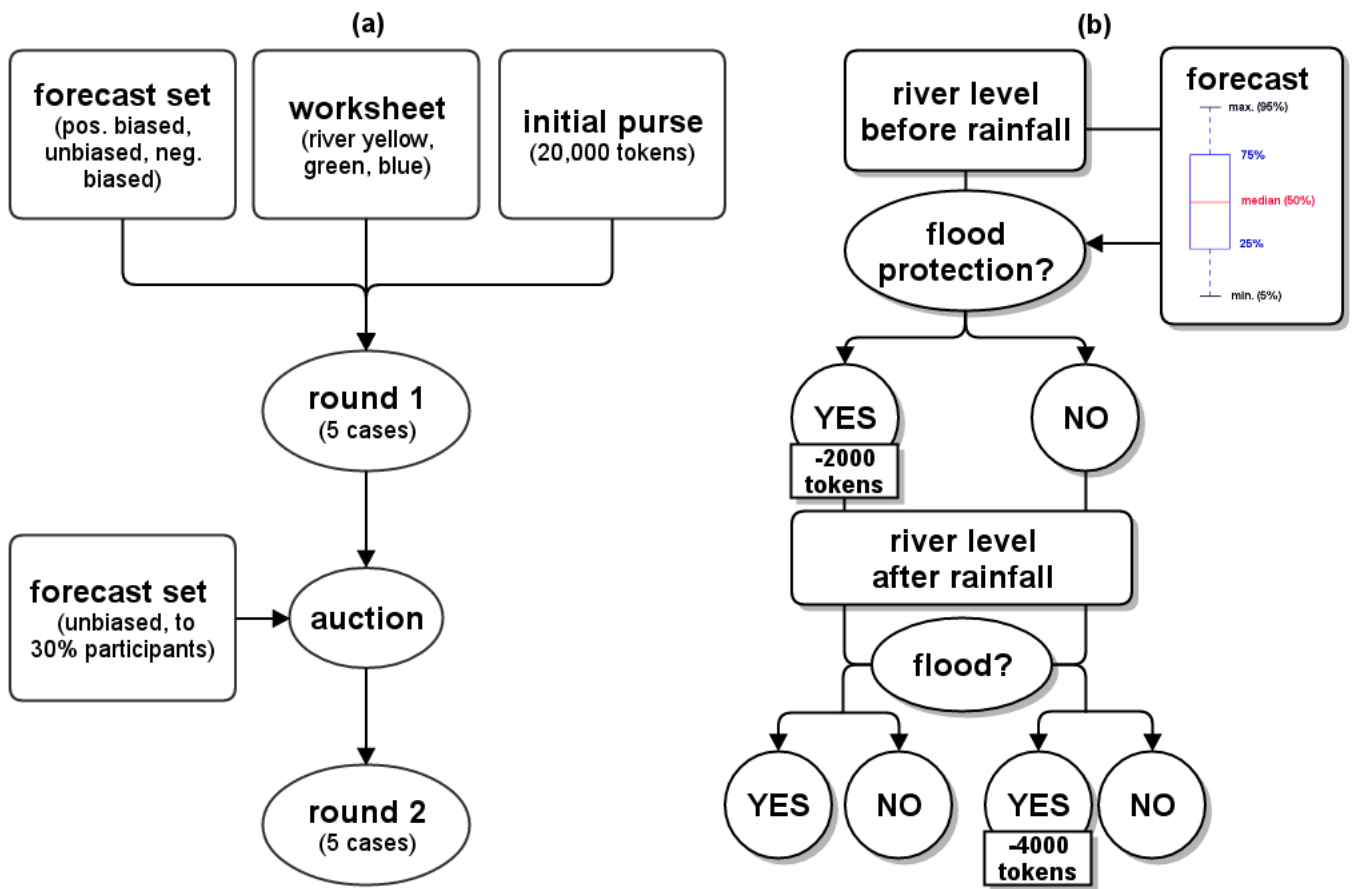 (a)
forecast set
(pos. biased,
unbiased, neg.
biased)
worksheet
(river yellow,
green, blue)
initial purse
(20,000 tokens)
round 1
(5 cases)
forecast set
(unbiased, to
30% participants)
auction
round 2
(5 cases)
(b)
river level
before rainfall
forecast
max. (95%)
75%
median (50%)
25%
min. (5%)
flood
protection?
YES
-2000
tokens
NO
river level
after rainfall
flood?
YES
NO
YES
-4000
tokens
NO